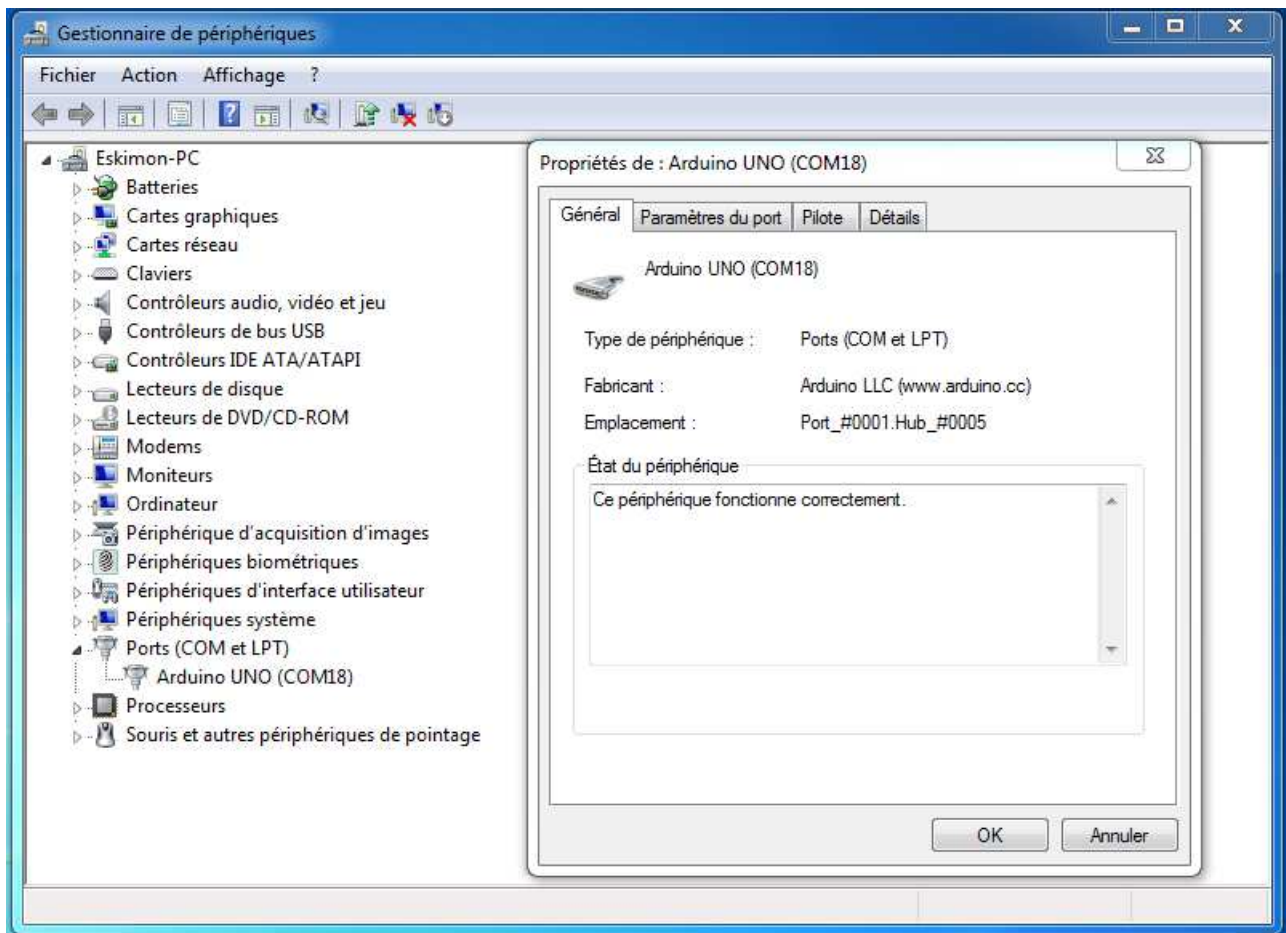 Gestionnaire de périphériques
Fichier Action Affichage ?
Eskimon-PC
Batteries
Cartes graphiques
Cartes réseau
Claviers
Contrôleurs audio, vidéo et jeu
Contrôleurs de bus USB
Contrôleurs IDE ATA/ATAPI
Lecteurs de disque
Lecteurs de DVD/CD-ROM
Modems
Moniteurs
Ordinateur
Périphérique d'acquisition d'images
Périphériques biométriques
Périphériques d'interface utilisateur
Périphériques système
Ports (COM et LPT)
Arduino UNO (COM18)
Processeurs
Souris et autres périphériques de pointage
Propriétés de : Arduino UNO (COM18)
Général Paramètres du port Pilote Détails
Arduino UNO (COM18)
Type de périphérique : Ports (COM et LPT)
Fabricant : Arduino LLC (www.arduino.cc)
Emplacement : Port_#0001.Hub_#0005
État du périphérique
Ce périphérique fonctionne correctement.
OK Annuler